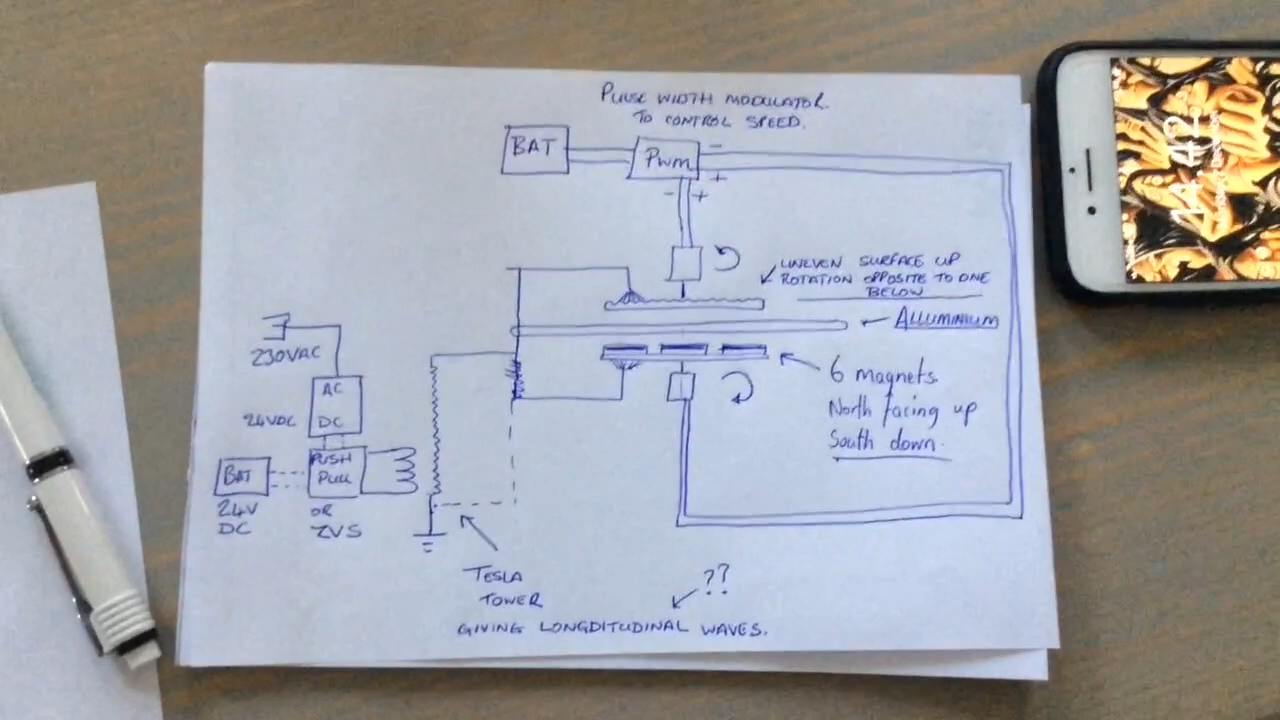 PULSE WIDTH MODULATOR.
TO CONTROL SPEED.
BAT
PWM
-
+
- +
UNEVEN SURFACE UP
ROTATION OPPOSITE TO ONE
BELOW
ALLUMINIUM
230VAC
6 magnets
North facing up
South down.
AC
DC
24VDC
PUSH
PULL
BAT
24V
DC
OR
ZVS
TESLA
TOWER
??
GIVING LONGDITUDINAL WAVES.
14:42